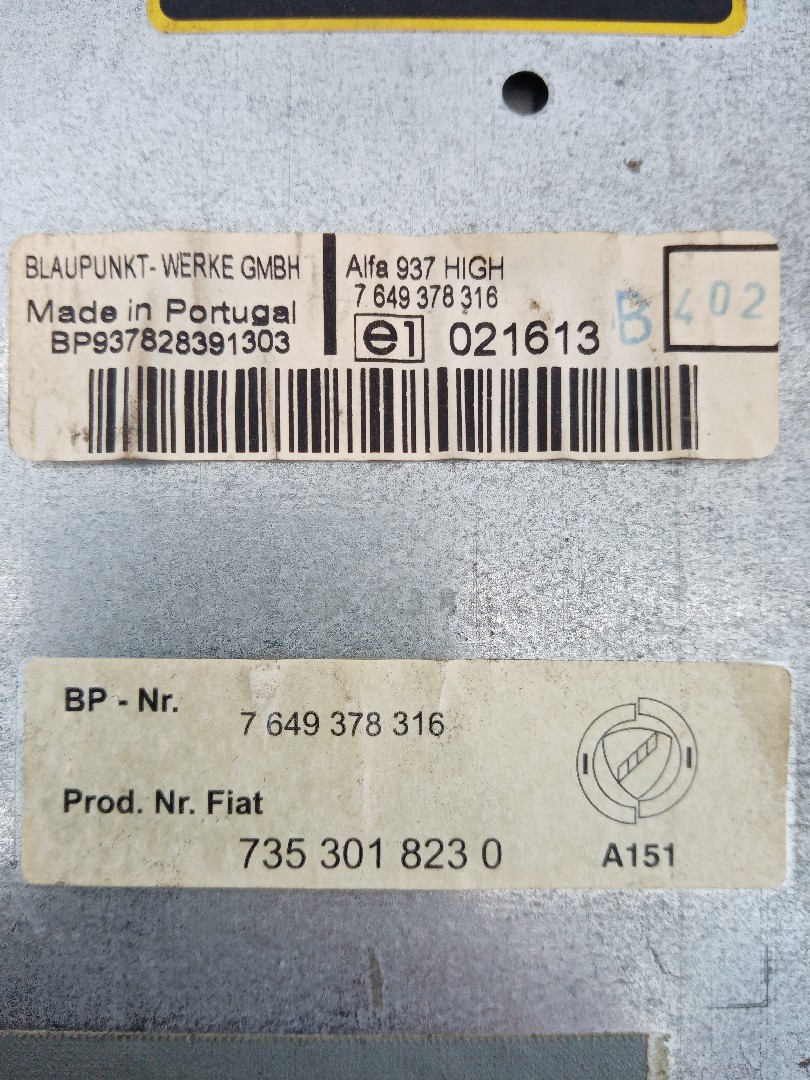 BLAUPUNKT - WERKE GMBH
Made in Portugal
BP937828391303
Alfa 937 HIGH
7 649 378 316
e1 021613
B 402
BP - Nr.
7 649 378 316
Prod. Nr. Fiat
735 301 823 0
A151